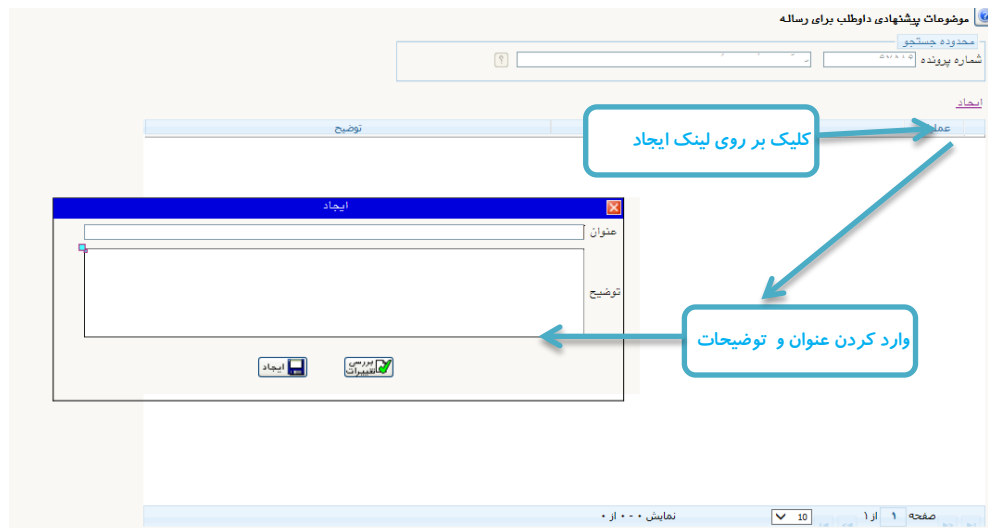 موضوعات پیشنهادی داوطلب برای رساله
محدوده جستجو
شماره پرونده
ایجاد
توضیح
کلیک بر روی لینک ایجاد
ایجاد
عنوان
توضیح
وارد کردن عنوان و توضیحات
بررسی تغییرات
ایجاد
صفحه ۱ از ۱ 10 نمایش ۰ - ۰ از ۰